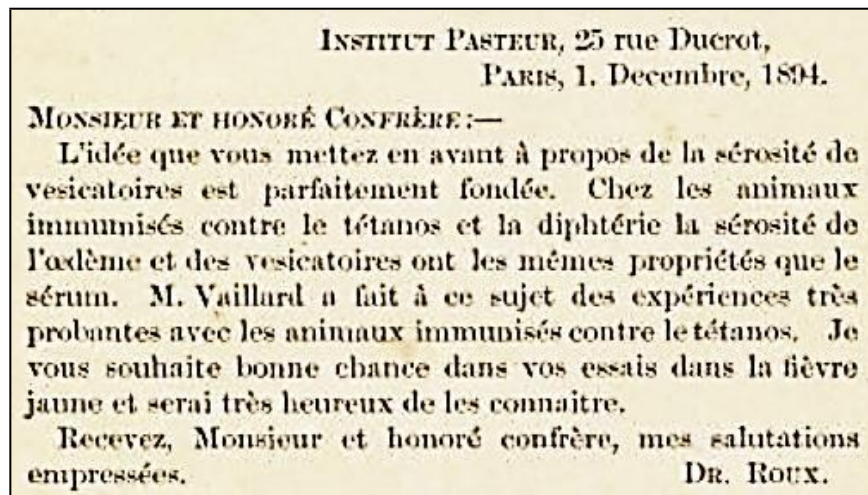 INSTITUT PASTEUR, 25 rue Ducrot,
PARIS, 1. Decembre, 1894.
MONSIEUR ET HONORÉ CONFRÈRE:—
L'idée que vous mettez en avant à propos de la sérosité de
vesicatoires est parfaitement fondée. Chez les animaux
immunisés contre le tétanos et la diphtérie la sérosité de
l'œdème et des vesicatoires ont les mêmes propriétés que le
sérum. M. Vaillard a fait à ce sujet des expériences très
probantes avec les animaux immunisés contre le tétanos. Je
vous souhaite bonne chance dans vos essais dans la fièvre
jaune et serai très heureux de les connaitre.
Recevez, Monsieur et honoré confrère, mes salutations
empressées. DR. ROUX.